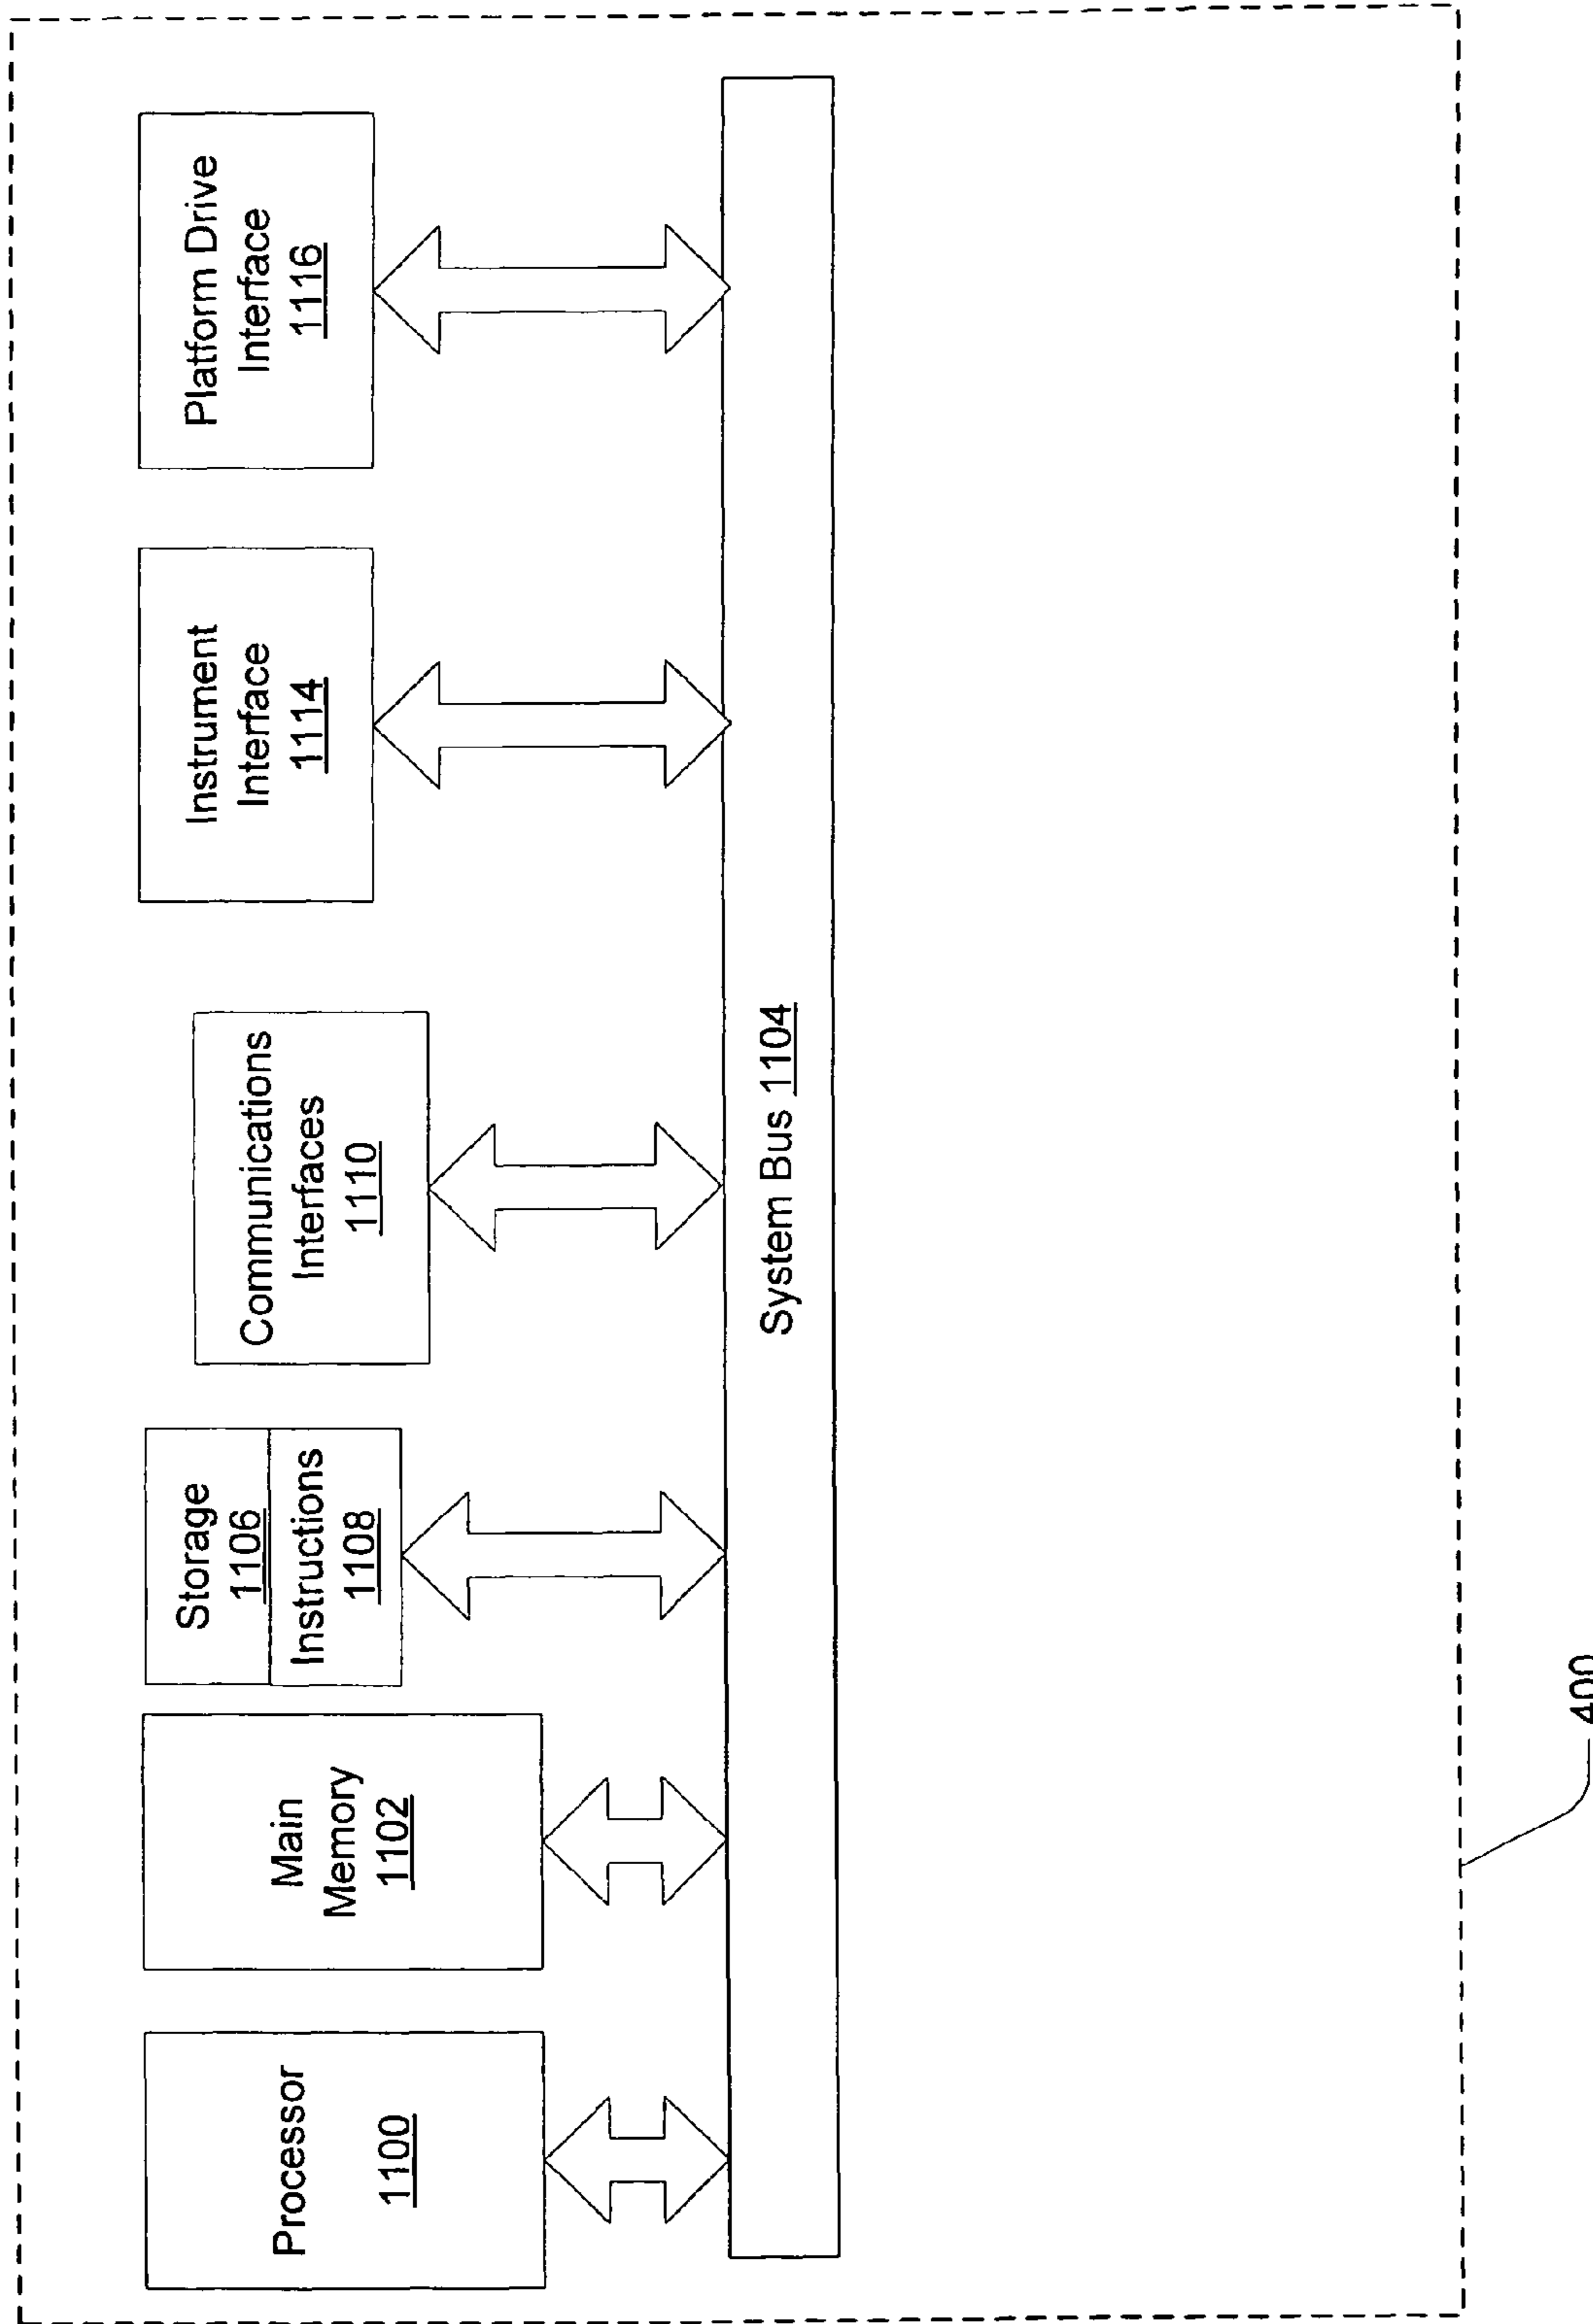 Processor
1100
Main
Memory
1102
Storage
1106
Instructions
1108
Communications
Interfaces
1110
Instrument
Interface
1114
Platform Drive
Interface
1116
System Bus 1104
400